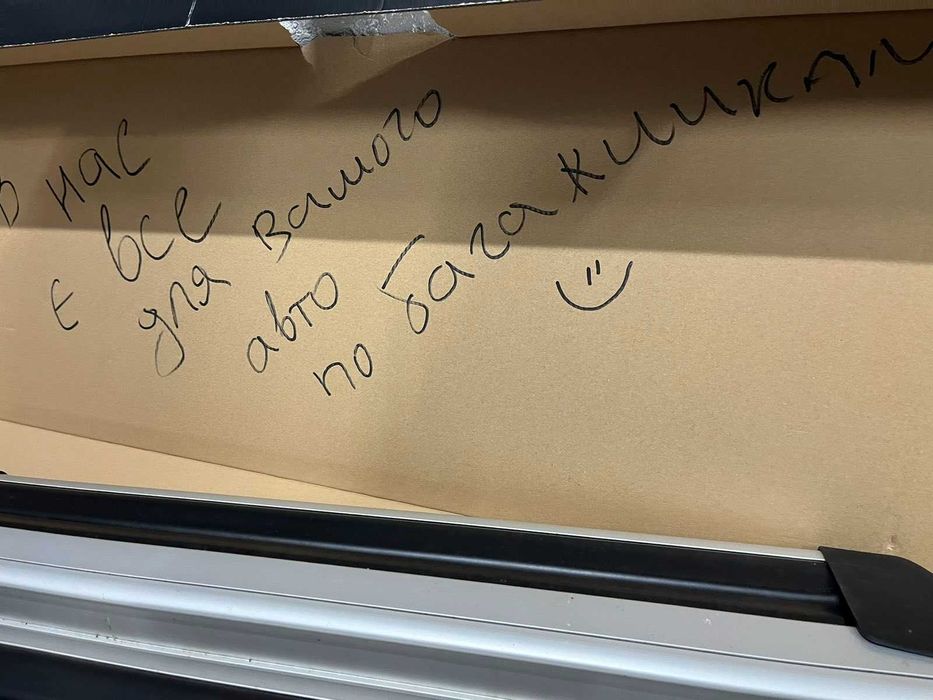 В нас
є все
для вашого
авто
по багажникам